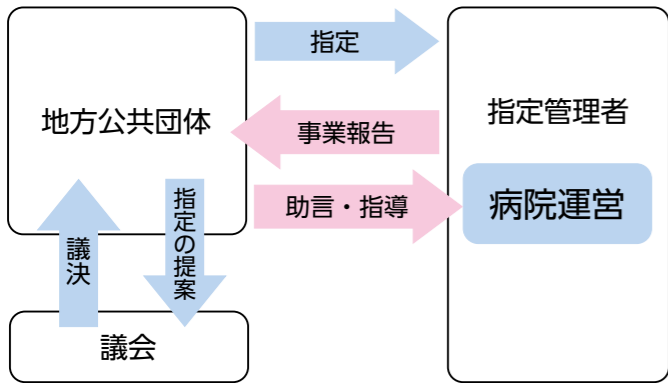 指定
地方公共団体
指定管理者
事業報告
病院運営
助言・指導
議決
指定の提案
議会